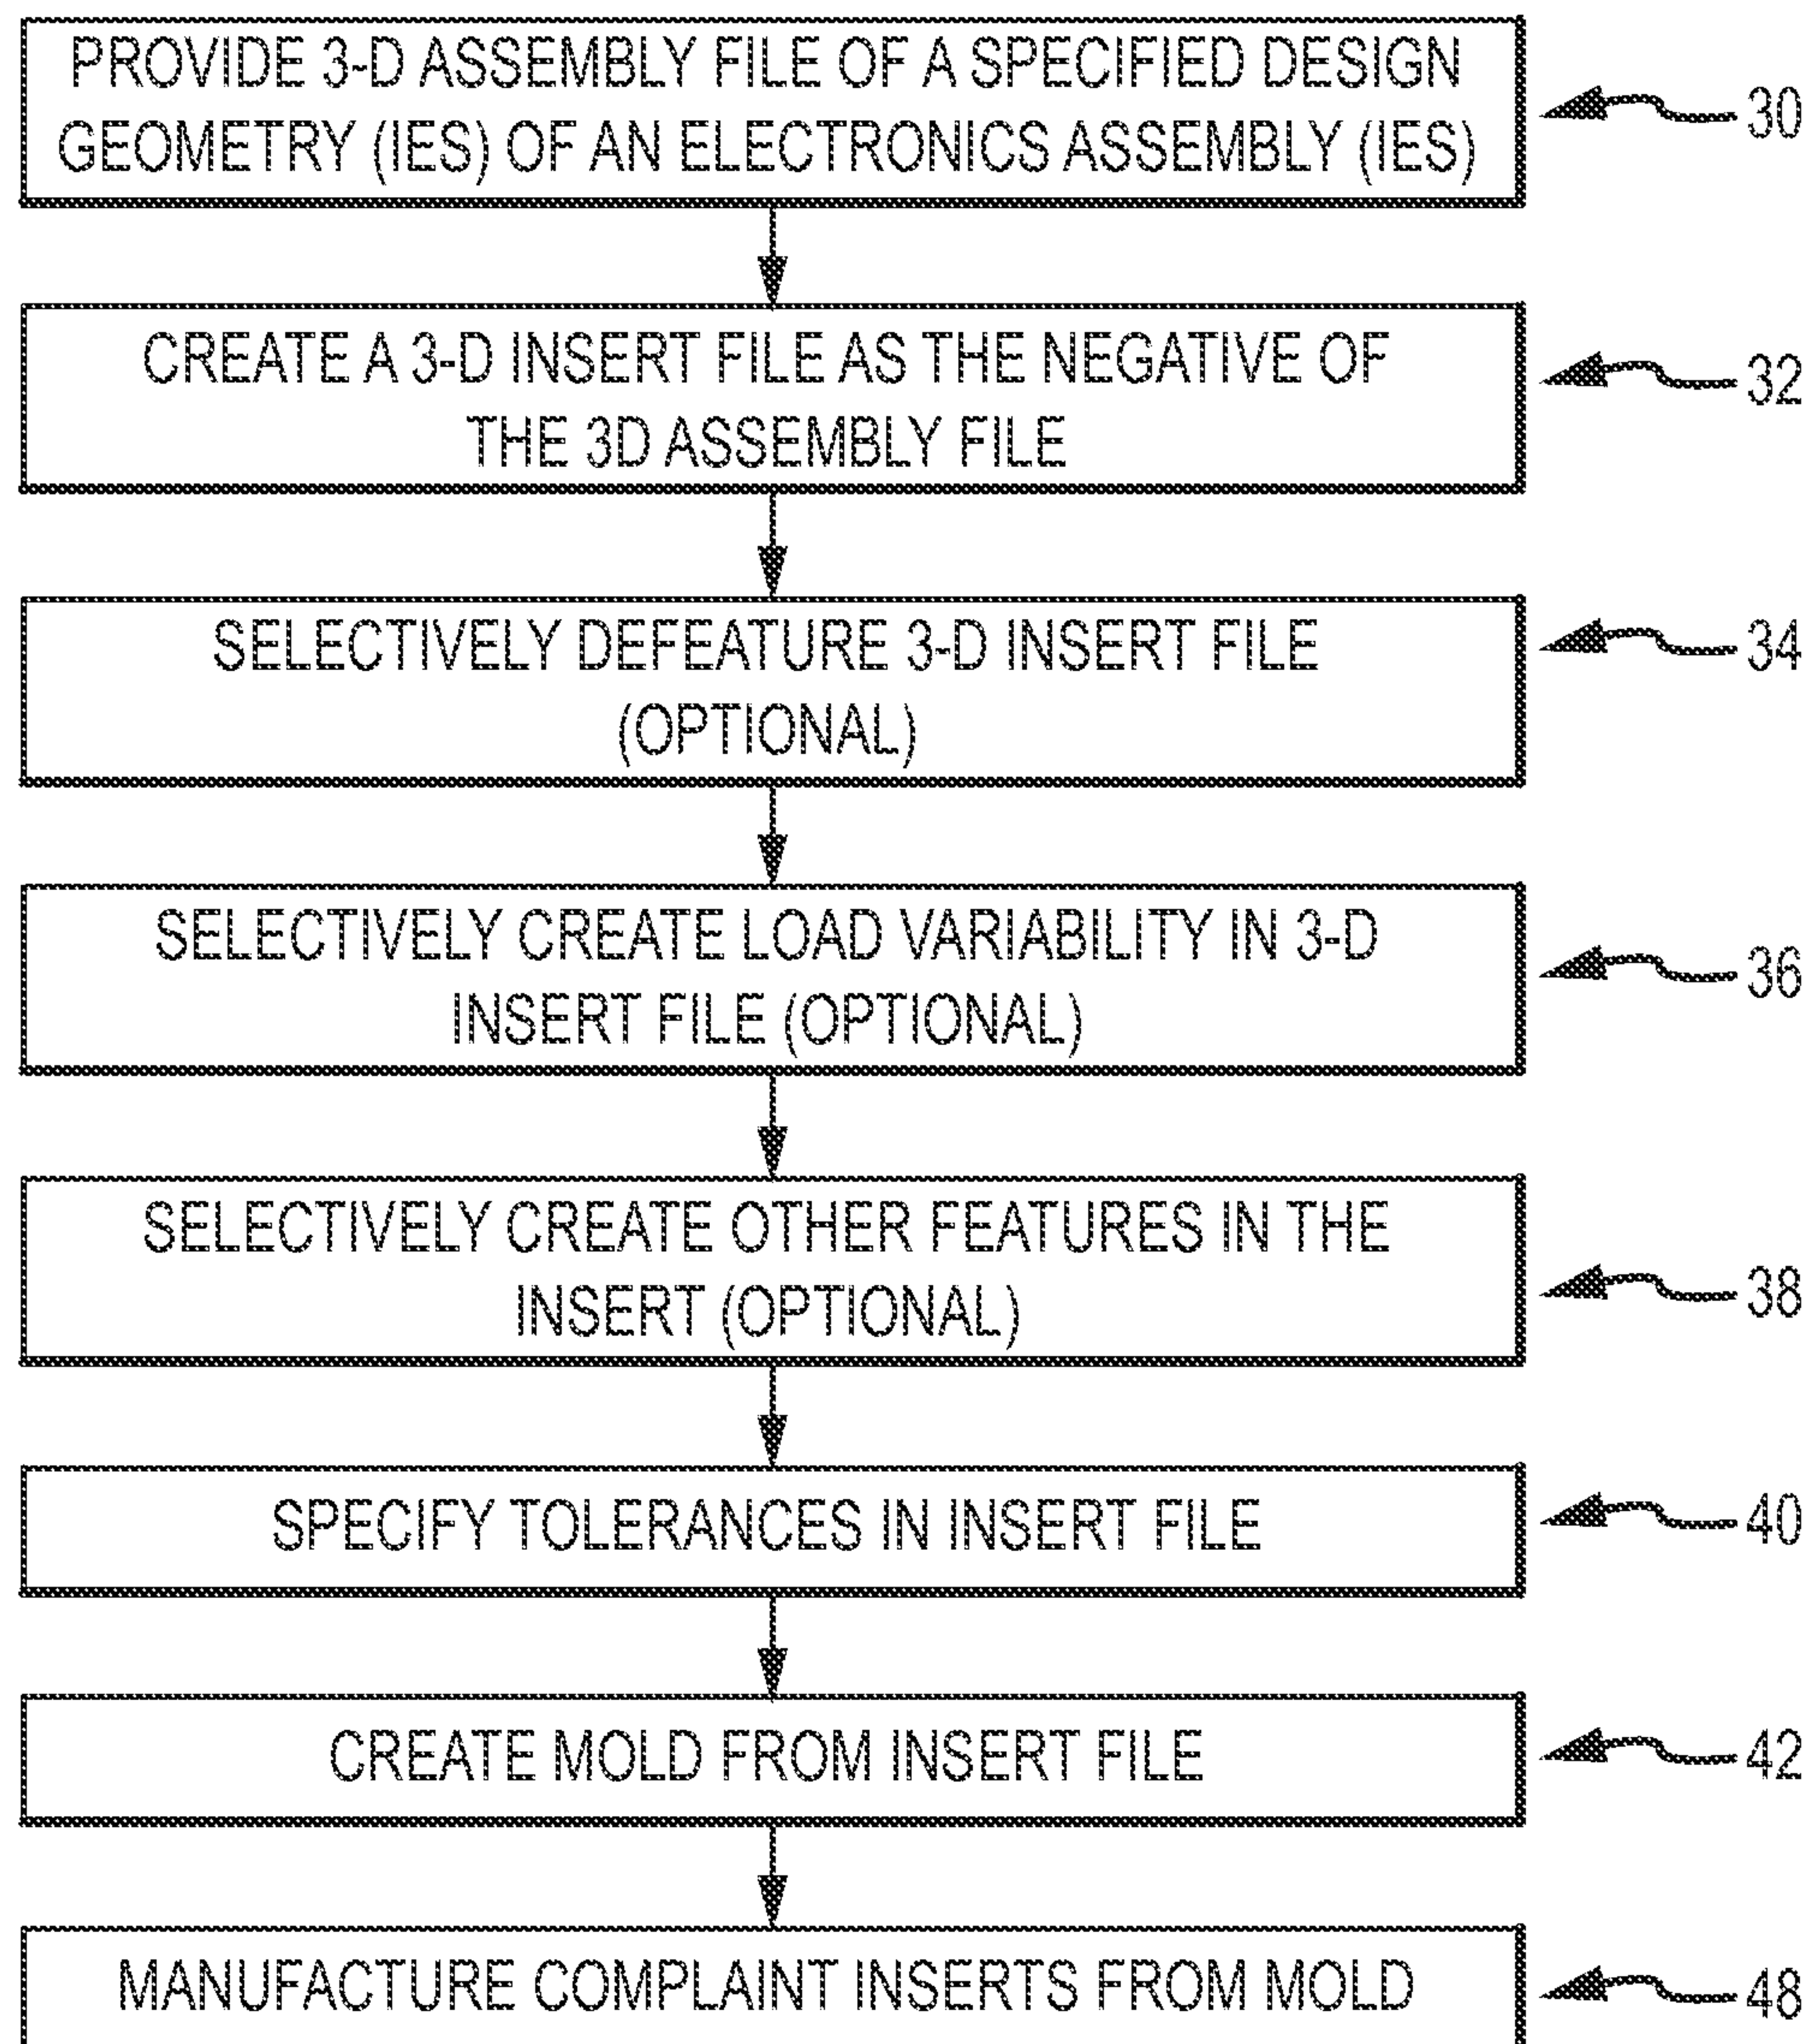 PROVIDE 3-D ASSEMBLY FILE OF A SPECIFIED DESIGN
GEOMETRY (IES) OF AN ELECTRONICS ASSEMBLY (IES)
30
CREATE A 3-D INSERT FILE AS THE NEGATIVE OF
THE 3D ASSEMBLY FILE
32
SELECTIVELY DEFEATURE 3-D INSERT FILE
(OPTIONAL)
34
SELECTIVELY CREATE LOAD VARIABILITY IN 3-D
INSERT FILE (OPTIONAL)
36
SELECTIVELY CREATE OTHER FEATURES IN THE
INSERT (OPTIONAL)
38
SPECIFY TOLERANCES IN INSERT FILE
40
CREATE MOLD FROM INSERT FILE
42
MANUFACTURE COMPLAINT INSERTS FROM MOLD
48